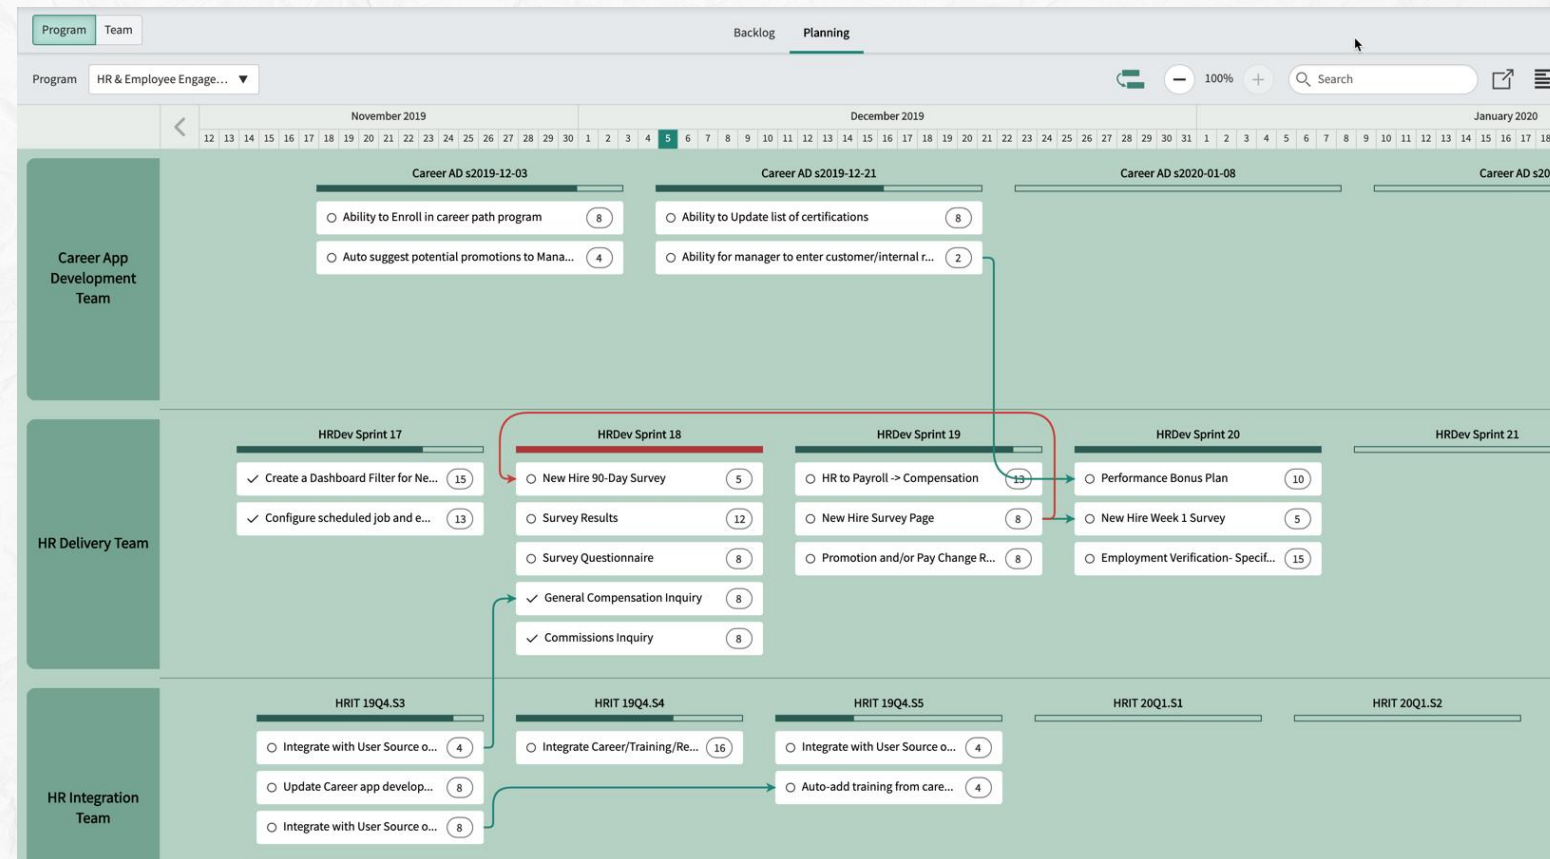 Program Team
Backlog Planning
Program HR & Employee Engage... 100% Search
November 2019 December 2019 January 2020
12 13 14 15 16 17 18 19 20 21 22 23 24 25 26 27 28 29 30 1 2 3 4 5 6 7 8 9 10 11 12 13 14 15 16 17 18 19 20 21 22 23 24 25 26 27 28 29 30 31 1 2 3 4 5 6 7 8 9 10 11 12 13 14 15 16 17 18
Career App
Development
Team
Career AD s2019-12-03
Ability to Enroll in career path program 8
Auto suggest potential promotions to Mana... 4
Career AD s2019-12-21
Ability to Update list of certifications 8
Ability for manager to enter customer/internal r... 2
Career AD s2020-01-08
Career AD s20
HR Delivery Team
HRDev Sprint 17
Create a Dashboard Filter for Ne... 15
Configure scheduled job and e... 13
HRDev Sprint 18
New Hire 90-Day Survey 5
Survey Results 12
Survey Questionnaire 8
General Compensation Inquiry 8
Commissions Inquiry 8
HRDev Sprint 19
HR to Payroll -> Compensation 13
New Hire Survey Page 8
Promotion and/or Pay Change R... 8
HRDev Sprint 20
Performance Bonus Plan 10
New Hire Week 1 Survey 5
Employment Verification- Specif... 15
HRDev Sprint 21
HR Integration
Team
HRIT 19Q4.S3
Integrate with User Source o... 4
Update Career app develop... 8
Integrate with User Source o... 8
HRIT 19Q4.S4
Integrate Career/Training/Re... 16
HRIT 19Q4.S5
Integrate with User Source o... 4
Auto-add training from care... 4
HRIT 20Q1.S1
HRIT 20Q1.S2